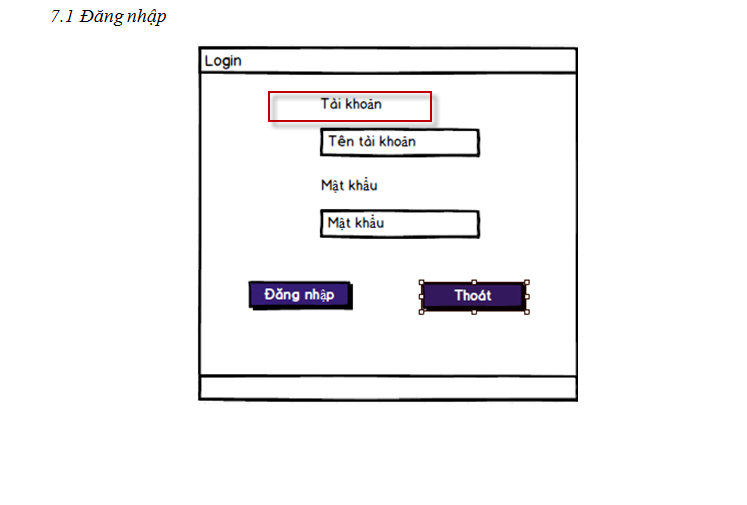 7.1 Đăng nhập
Login
Tài khoản
Tên tài khoản
Mật khẩu
Mật khẩu
Đăng nhập
Thoát